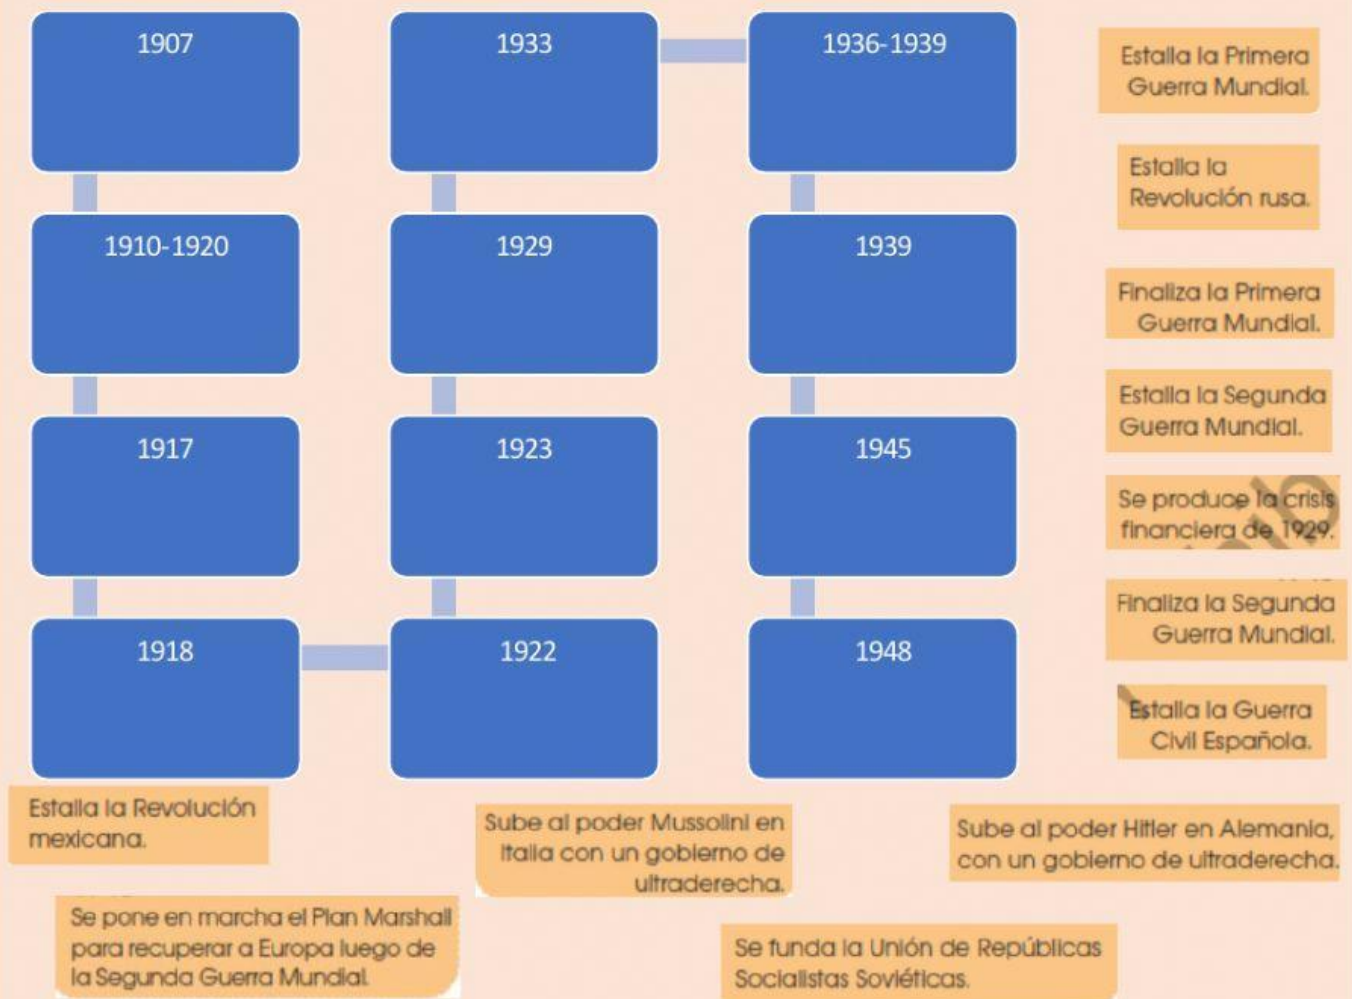 1907
1933
1936-1939
1910-1920
1929
1939
1917
1923
1945
1918
1922
1948
Estalla la Primera
Guerra Mundial.
Estalla la
Revolución rusa.
Finaliza la Primera
Guerra Mundial.
Estalla la Segunda
Guerra Mundial.
Se produce la crisis
financiera de 1929.
Finaliza la Segunda
Guerra Mundial.
Estalla la Guerra
Civil Española.
Estalla la Revolución
mexicana.
Sube al poder Mussolini en
Italia con un gobierno de
ultraderecha.
Sube al poder Hitler en Alemania,
con un gobierno de ultraderecha.
Se pone en marcha el Plan Marshall
para recuperar a Europa luego de
la Segunda Guerra Mundial.
Se funda la Unión de Repúblicas
Socialistas Soviéticas.